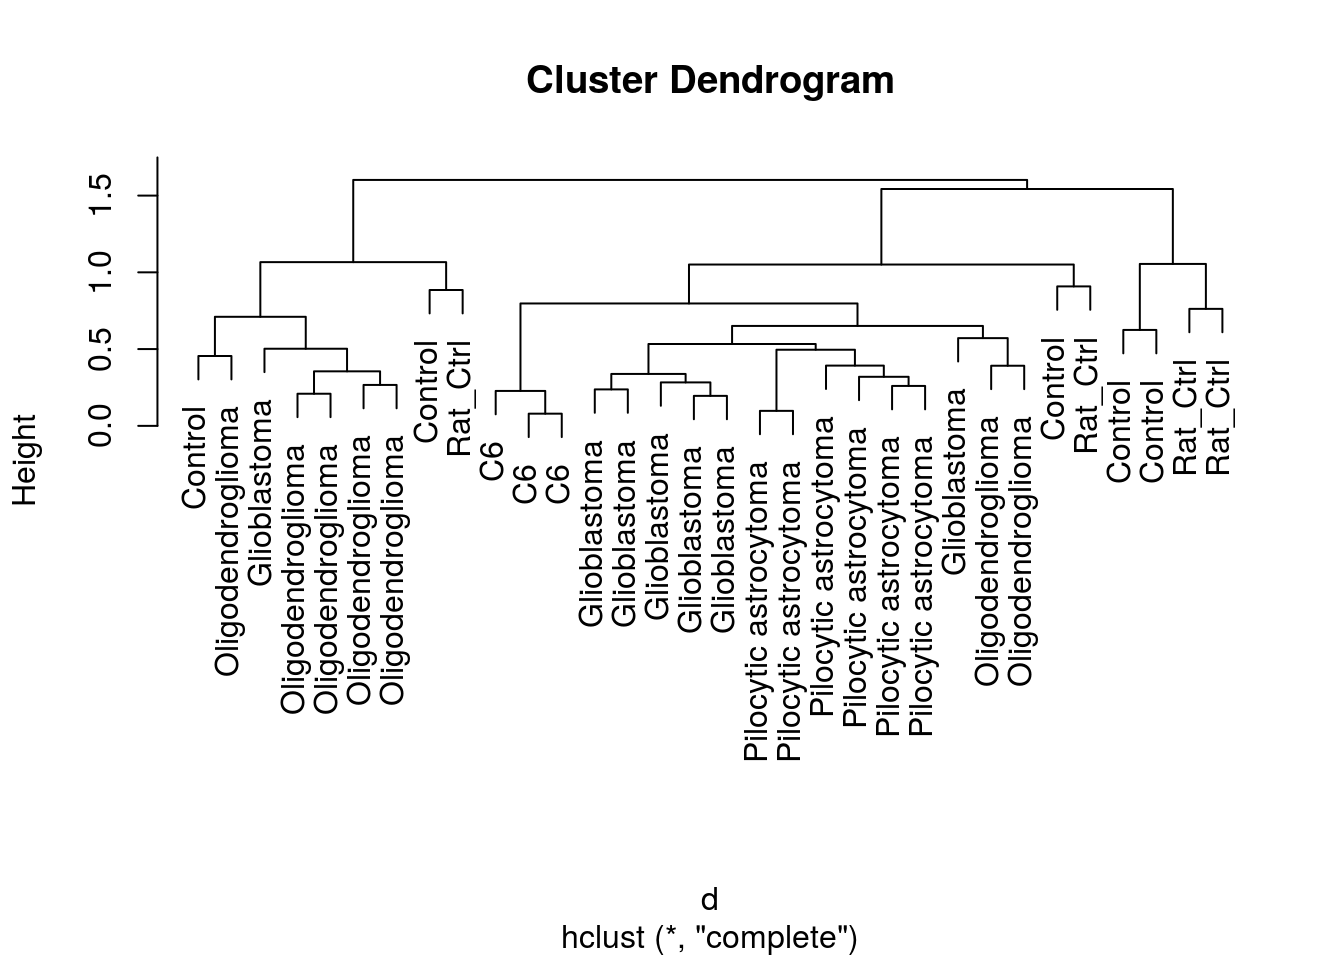 Cluster Dendrogram
Height
0.0
0.5
1.0
1.5
Control
Oligodendroglioma
Glioblastoma
Oligodendroglioma
Oligodendroglioma
Oligodendroglioma
Oligodendroglioma
Control
Rat_Ctrl
C6
C6
C6
Glioblastoma
Glioblastoma
Glioblastoma
Glioblastoma
Glioblastoma
Pilocytic astrocytoma
Pilocytic astrocytoma
Pilocytic astrocytoma
Pilocytic astrocytoma
Pilocytic astrocytoma
Pilocytic astrocytoma
Glioblastoma
Oligodendroglioma
Oligodendroglioma
Control
Rat_Ctrl
Control
Control
Rat_Ctrl
Rat_Ctrl
d
hclust (*, "complete")